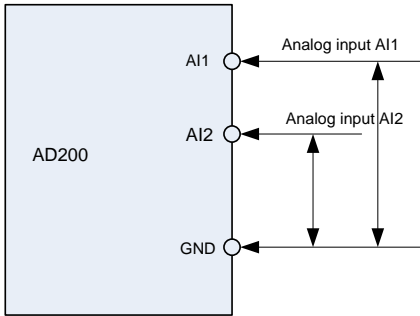 Analog input AI1
AI1
Analog input AI2
AI2
AD200
GND